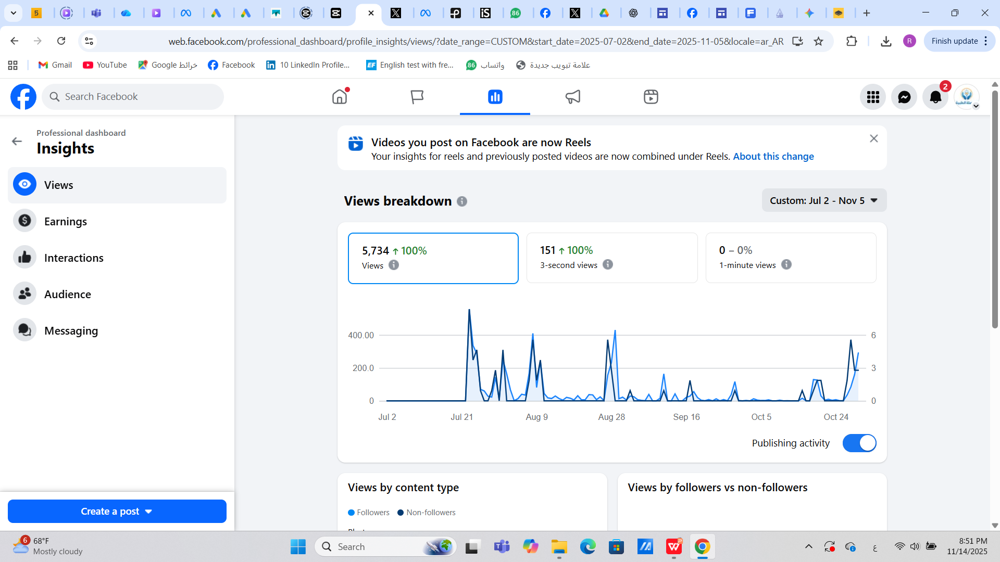 5
86
web.facebook.com/professional_dashboard/profile_insights/views/?date_range=CUSTOM&start_date=2025-07-02&end_date=2025-11-05&locale=ar_AR
R
Finish update
Gmail
YouTube
خرائط Google
Facebook
10 LinkedIn Profile...
EF English test with fre...
86 واتساب
علامة تبويب جديدة
Search Facebook
2
Professional dashboard
Insights
Views
Earnings
Interactions
Audience
Messaging
Create a post
Videos you post on Facebook are now Reels
Your insights for reels and previously posted videos are now combined under Reels. About this change
Views breakdown
Custom: Jul 2 - Nov 5
5,734 ↑ 100%
Views
151 ↑ 100%
3-second views
0 – 0%
1-minute views
400.00
6
200.0
3
0
0
Jul 2
Jul 21
Aug 9
Aug 28
Sep 16
Oct 5
Oct 24
Publishing activity
Views by content type
Followers
Non-followers
Views by followers vs non-followers
6
68°F
Mostly cloudy
Search
ع
8:51 PM
11/14/2025